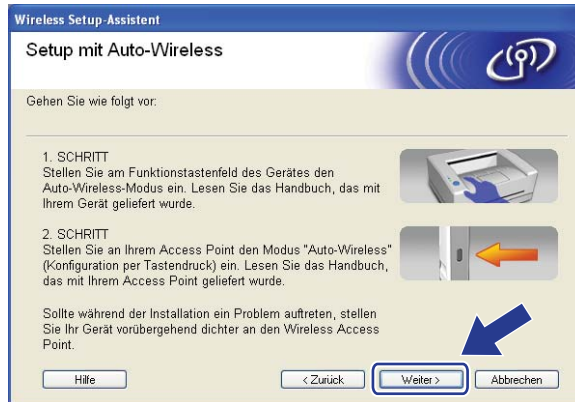 Wireless Setup-Assistent
Setup mit Auto-Wireless
Gehen Sie wie folgt vor:
1. SCHRITT
Stellen Sie am Funktionstastenfeld des Gerätes den
Auto-Wireless-Modus ein. Lesen Sie das Handbuch, das mit
Ihrem Gerät geliefert wurde.
2. SCHRITT
Stellen Sie an Ihrem Access Point den Modus "Auto-Wireless"
(Konfiguration per Tastendruck) ein. Lesen Sie das Handbuch,
das mit Ihrem Access Point geliefert wurde.
Sollte während der Installation ein Problem auftreten, stellen
Sie Ihr Gerät vorübergehend dichter an den Wireless Access
Point.
Hilfe
< Zurück
Weiter >
Abbrechen